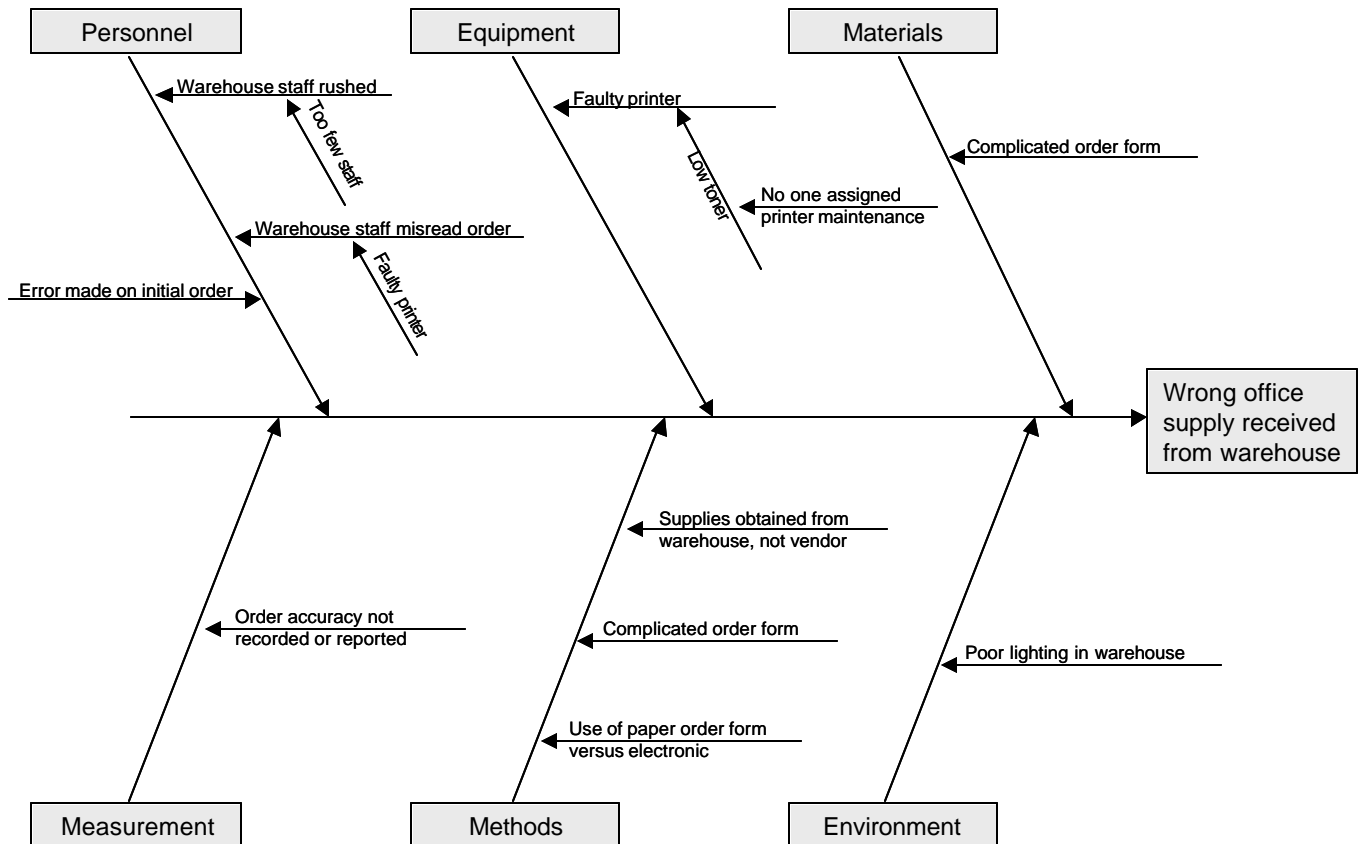 Personnel
Equipment
Materials
Warehouse staff rushed
Too few staff
Warehouse staff misread order
Faulty printer
Error made on initial order
Faulty printer
Low toner
No one assigned
printer maintenance
Complicated order form
Wrong office
supply received
from warehouse
Order accuracy not
recorded or reported
Supplies obtained from
warehouse, not vendor
Complicated order form
Use of paper order form
versus electronic
Poor lighting in warehouse
Measurement
Methods
Environment